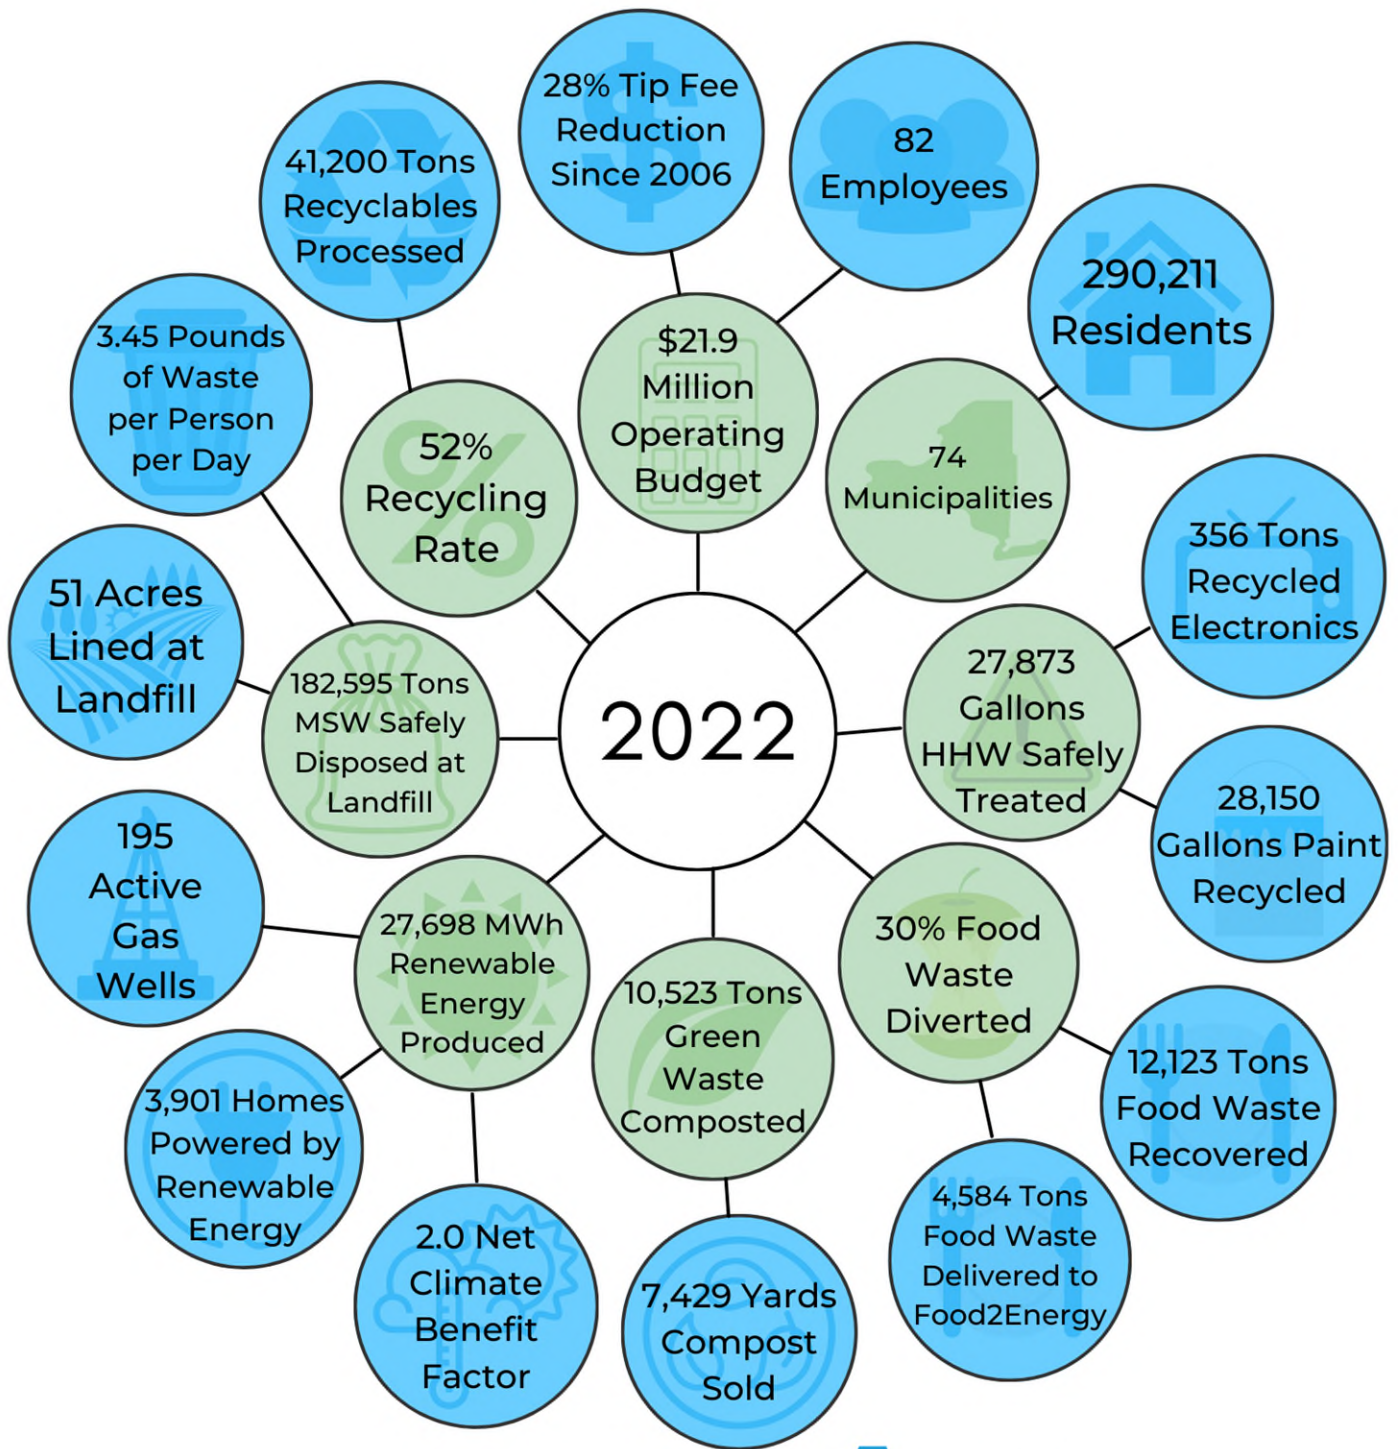 28% Tip Fee
Reduction
Since 2006
82
Employees
41,200 Tons
Recyclables
Processed
290,211
Residents
3.45 Pounds
of Waste
per Person
per Day
$21.9
Million
Operating
Budget
52%
Recycling
Rate
74
Municipalities
356 Tons
Recycled
Electronics
51 Acres
Lined at
Landfill
182,595 Tons
MSW Safely
Disposed at
Landfill
2022
27,873
Gallons
HHW Safely
Treated
28,150
Gallons Paint
Recycled
195
Active
Gas
Wells
27,698 MWh
Renewable
Energy
Produced
10,523 Tons
Green
Waste
Composted
30% Food
Waste
Diverted
12,123 Tons
Food Waste
Recovered
3,901 Homes
Powered by
Renewable
Energy
2.0 Net
Climate
Benefit
Factor
7,429 Yards
Compost
Sold
4,584 Tons
Food Waste
Delivered to
Food2Energy